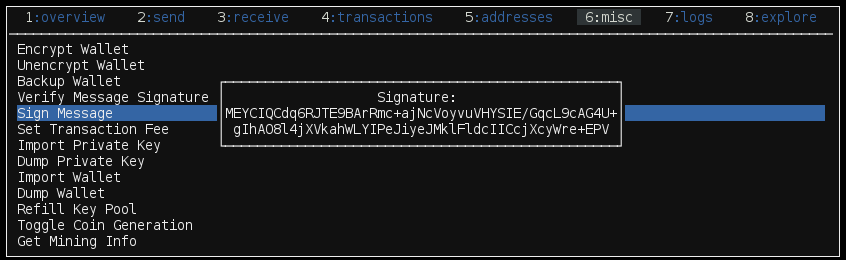 1:overview 2:send 3:receive 4:transactions 5:addresses 6:misc 7:logs 8:explore
Encrypt Wallet
Unencrypt Wallet
Backup Wallet
Verify Message Signature
Sign Message
Set Transaction Fee
Import Private Key
Dump Private Key
Import Wallet
Dump Wallet
Refill Key Pool
Toggle Coin Generation
Get Mining Info
Signature:
MEYCIQCdq6RJTE9BArRmc+ajNcVoyvuVHYSIE/GqcL9cAG4U+
gIhAO8l4jXVkahWLYIPeJiyeJMklFldcIICcjXcyWre+EPV